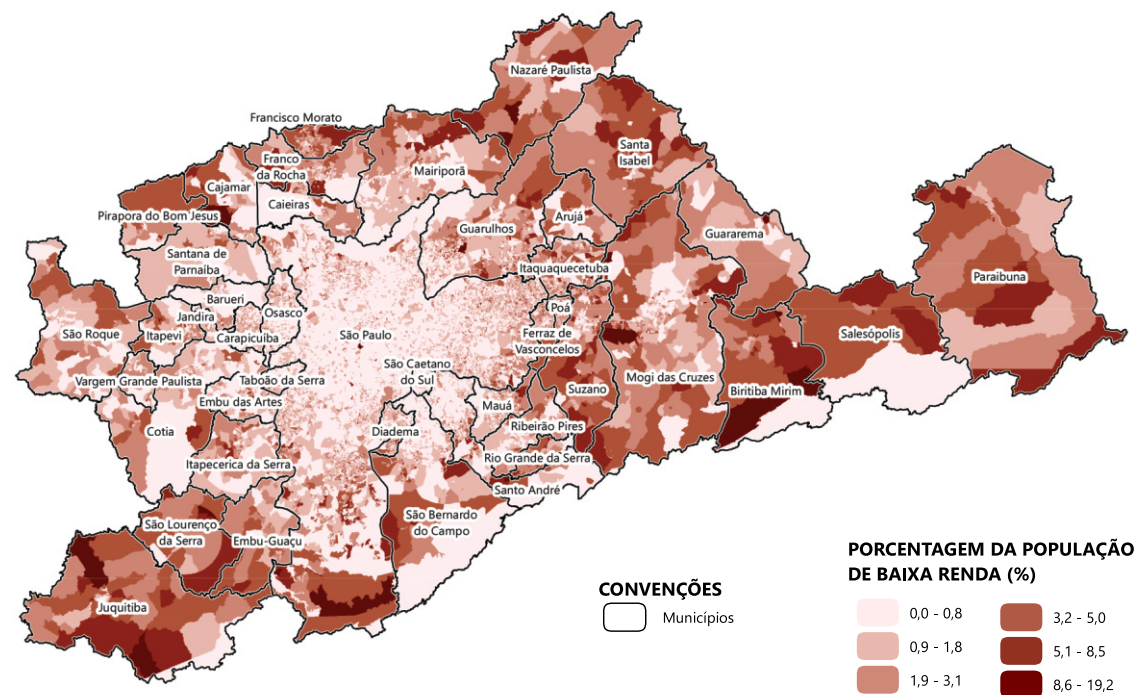 Nazaré Paulista
Francisco Morato
Santa
Isabel
Franco
da Rocha
Mairiporã
Cajamar
Caieiras
Pirapora do Bom Jesus
Arujá
Guarulhos
Guararema
Santana de
Parnaíba
Itaquaquecetuba
Paraibuna
Barueri
Jandira
Osasco
Poá
São Roque
Itapevi
Carapicuíba
São Paulo
Ferraz de
Vasconcelos
Salesópolis
São Caetano
do Sul
Vargem Grande Paulista
Taboão da Serra
Suzano
Mogi das Cruzes
Biritiba Mirim
Embu das Artes
Mauá
Cotia
Diadema
Ribeirão Pires
Itapecerica da Serra
Rio Grande da Serra
Santo André
São Lourenço
da Serra
Embu-Guaçu
São Bernardo
do Campo
Juquitiba
CONVENÇÕES
Municípios
PORCENTAGEM DA POPULAÇÃO
DE BAIXA RENDA (%)
0,0 - 0,8
0,9 - 1,8
1,9 - 3,1
3,2 - 5,0
5,1 - 8,5
8,6 - 19,2